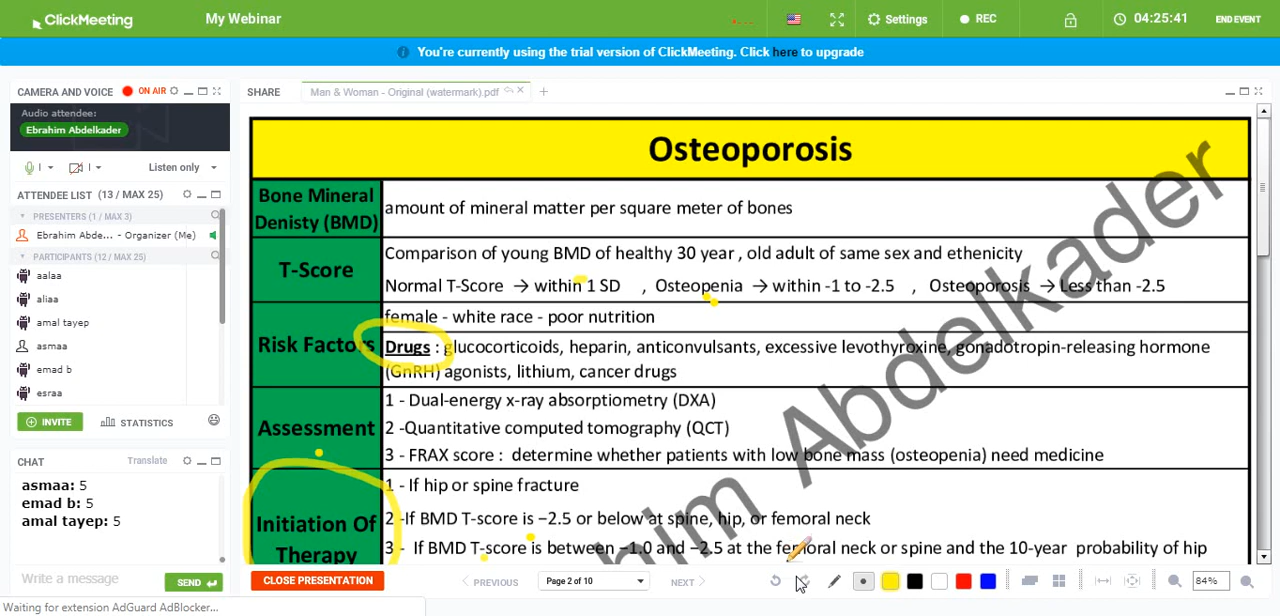 ClickMeeting
My Webinar
Settings
REC
04:25:41
END EVENT
You're currently using the trial version of ClickMeeting. Click here to upgrade
CAMERA AND VOICE
ON AIR
Audio attendee:
Ebrahim Abdelkader
Listen only
ATTENDEE LIST (13 / MAX 25)
PRESENTERS (1 / MAX 3)
Ebrahim Abde... - Organizer (Me)
PARTICIPANTS (12 / MAX 25)
aalaa
aliaa
amal tayep
asmaa
emad b
esraa
INVITE
STATISTICS
CHAT
Translate
asmaa: 5
emad b: 5
amal tayep: 5
Write a message
SEND
SHARE
Man & Woman - Original (watermark).pdf
Osteoporosis
Bone Mineral
Denisty (BMD)
amount of mineral matter per square meter of bones
T-Score
Comparison of young BMD of healthy 30 year , old adult of same sex and ethenicity
Normal T-Score → within 1 SD , Osteopenia → within -1 to -2.5 , Osteoporosis → Less than -2.5
Risk Factors
female - white race - poor nutrition
Drugs : glucocorticoids, heparin, anticonvulsants, excessive levothyroxine, gonadotropin-releasing hormone
(GnRH) agonists, lithium, cancer drugs
Assessment
1 - Dual-energy x-ray absorptiometry (DXA)
2 -Quantitative computed tomography (QCT)
3 - FRAX score : determine whether patients with low bone mass (osteopenia) need medicine
Initiation Of
Therapy
1 - If hip or spine fracture
2 -If BMD T-score is −2.5 or below at spine, hip, or femoral neck
3 - If BMD T-score is between −1.0 and −2.5 at the femoral neck or spine and the 10-year probability of hip
him Abdelkader
CLOSE PRESENTATION
PREVIOUS
Page 2 of 10
NEXT
84%
Waiting for extension AdGuard AdBlocker...